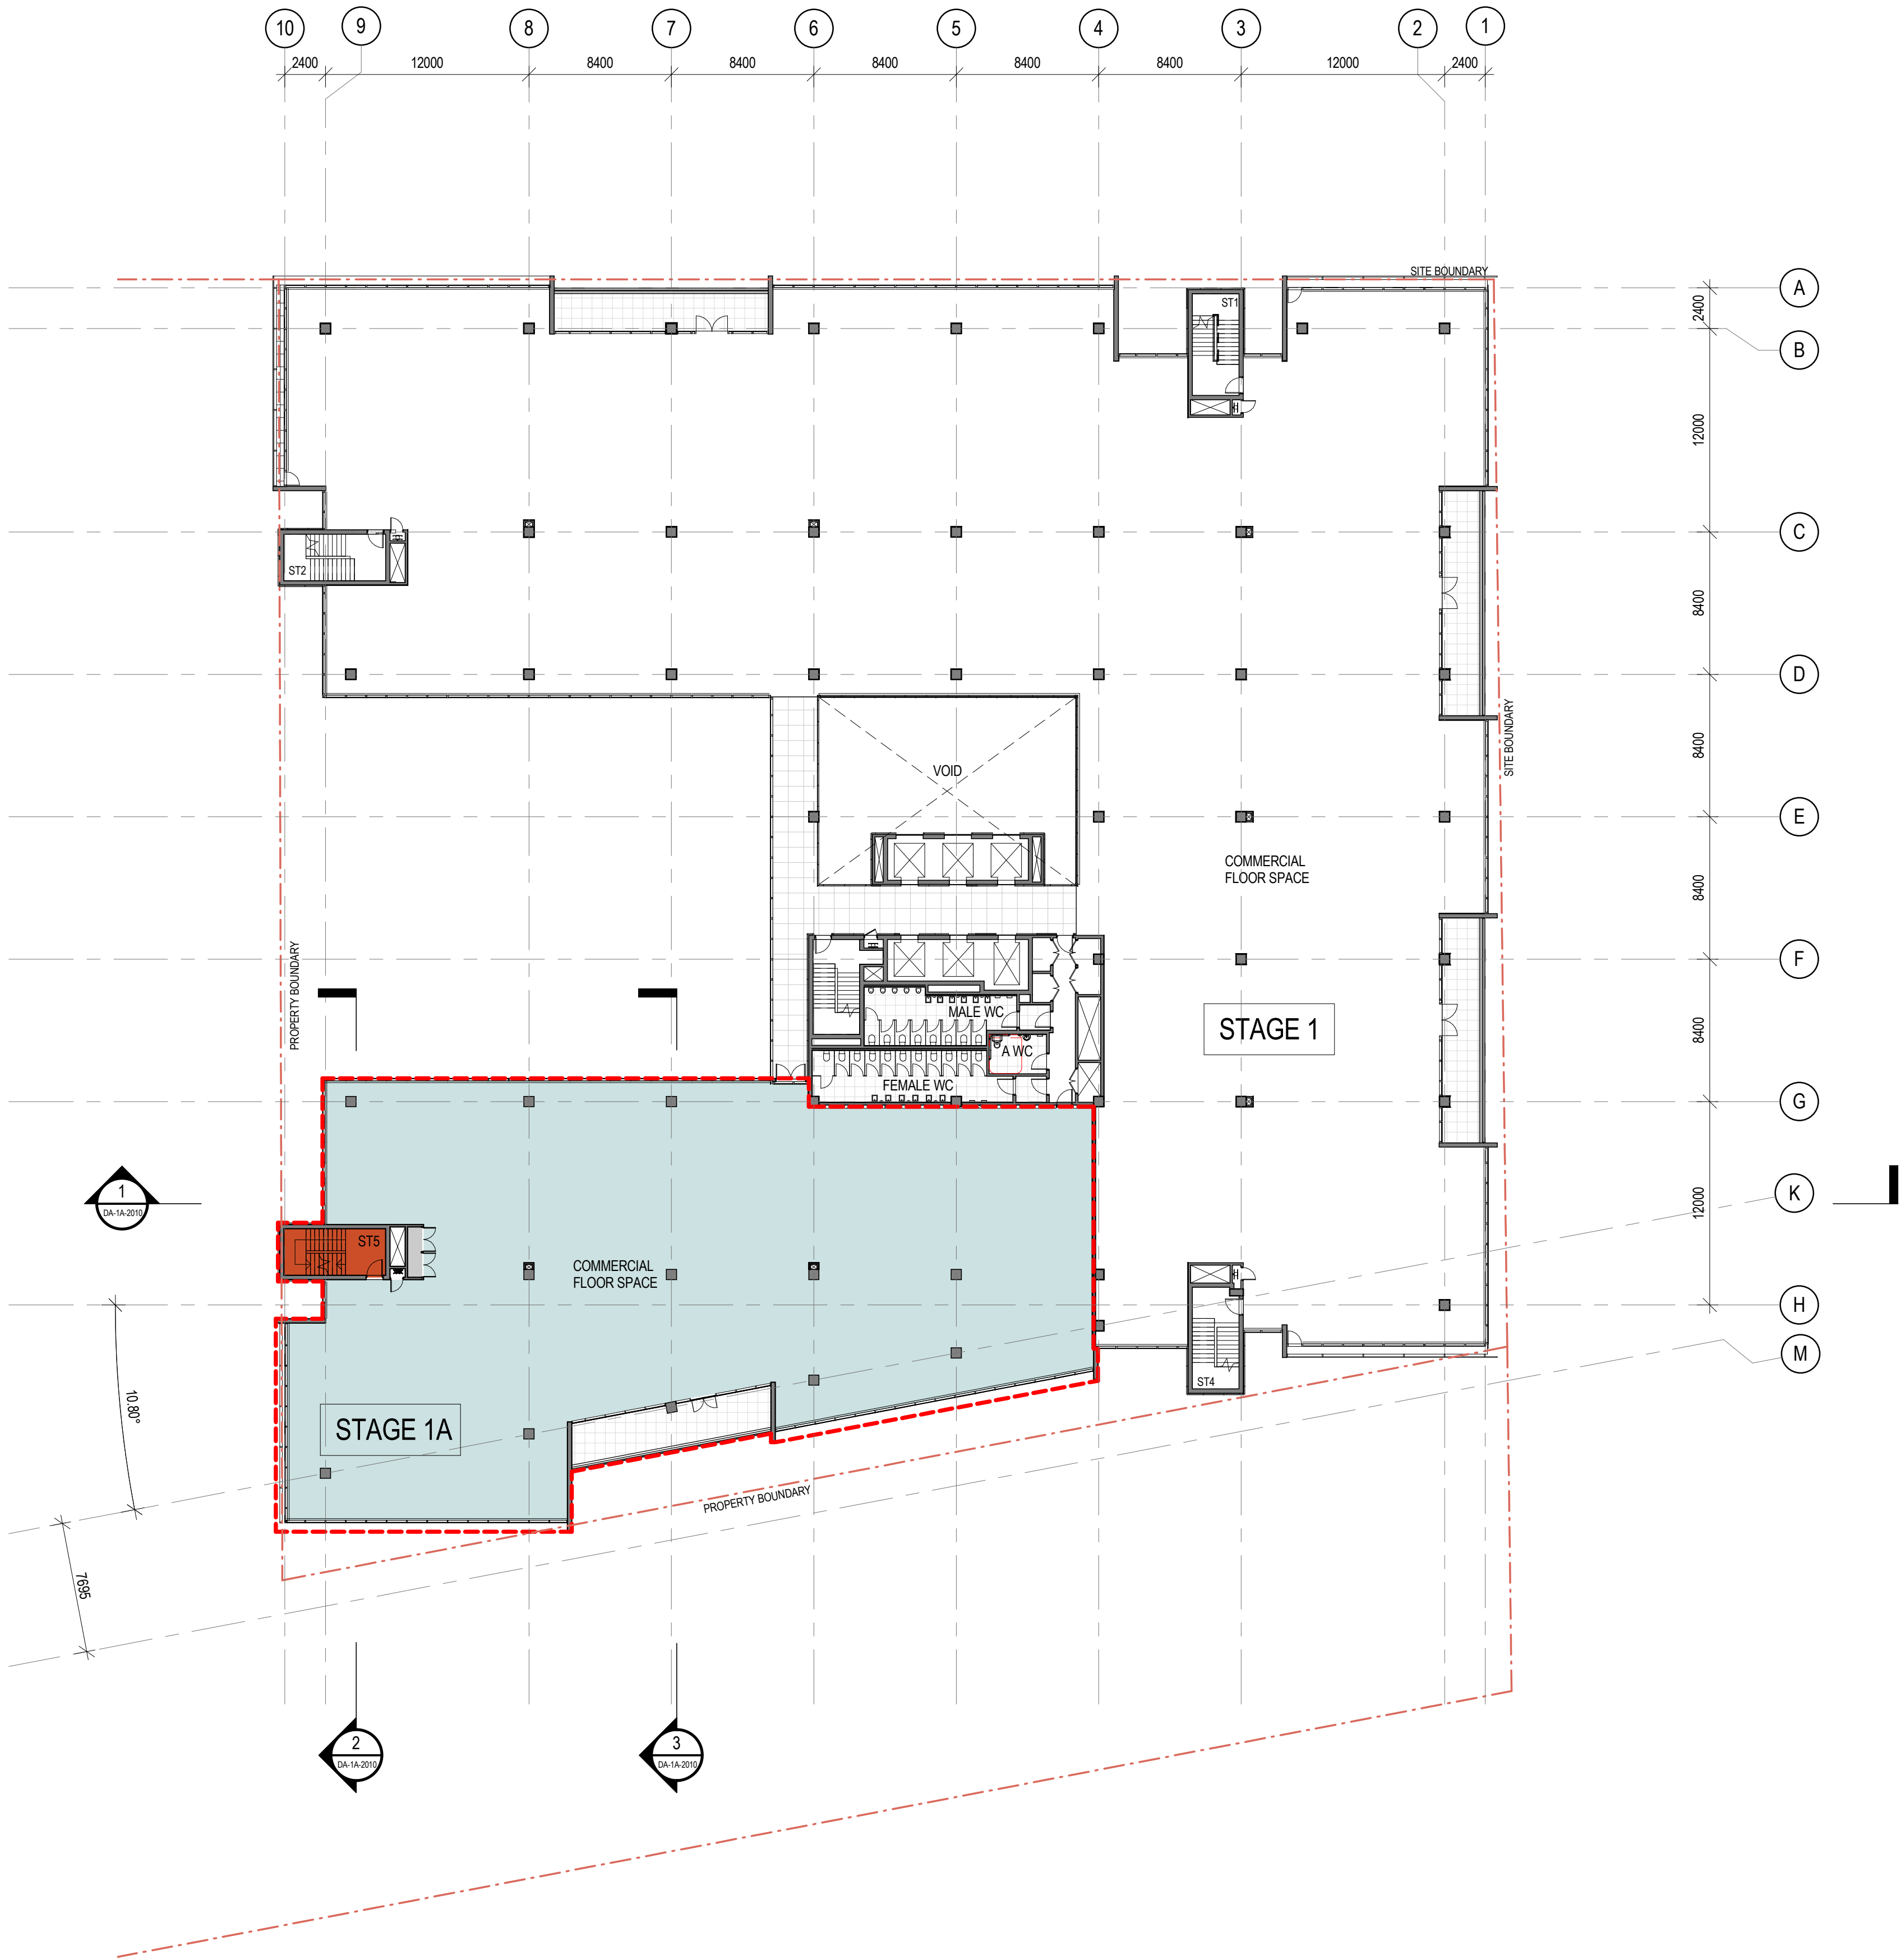 10
9
8
7
6
5
4
3
2
1
2400
12000
8400
8400
8400
8400
8400
12000
2400
SITE BOUNDARY
A
ST1
2400
B
12000
C
ST2
8400
D
SITE BOUNDARY
8400
VOID
E
COMMERCIAL
FLOOR SPACE
8400
PROPERTY BOUNDARY
F
MALE WC
STAGE 1
8400
A WC
FEMALE WC
G
1
DA-1A-2010
K
12000
ST5
COMMERCIAL
FLOOR SPACE
H
M
ST4
10.80°
STAGE 1A
PROPERTY BOUNDARY
7695
2
DA-1A-2010
3
DA-1A-2010